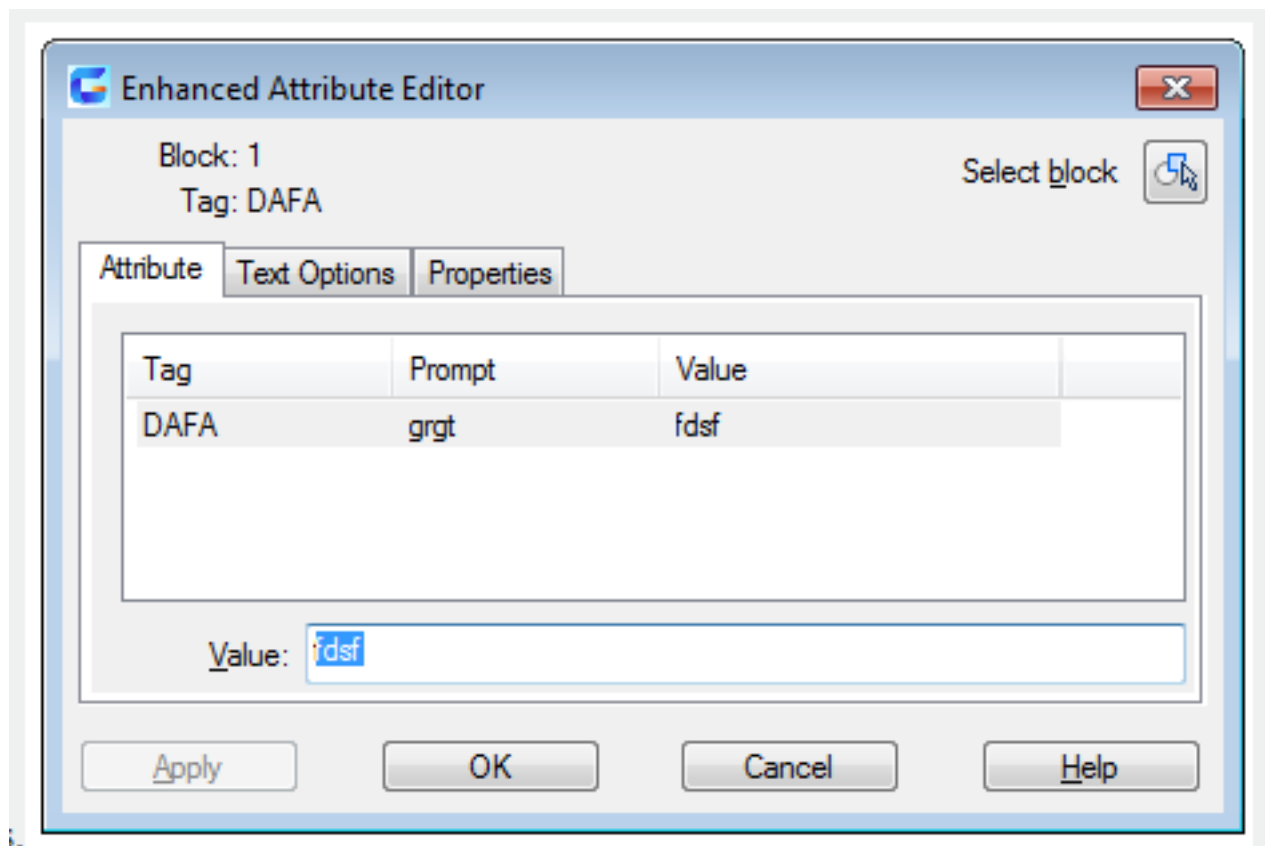 Enhanced Attribute Editor
Block: 1
Select block
Tag: DAFA
Attribute Text Options Properties
Tag Prompt Value
DAFA grgt fdsf
Value: fdsf
Apply OK Cancel Help